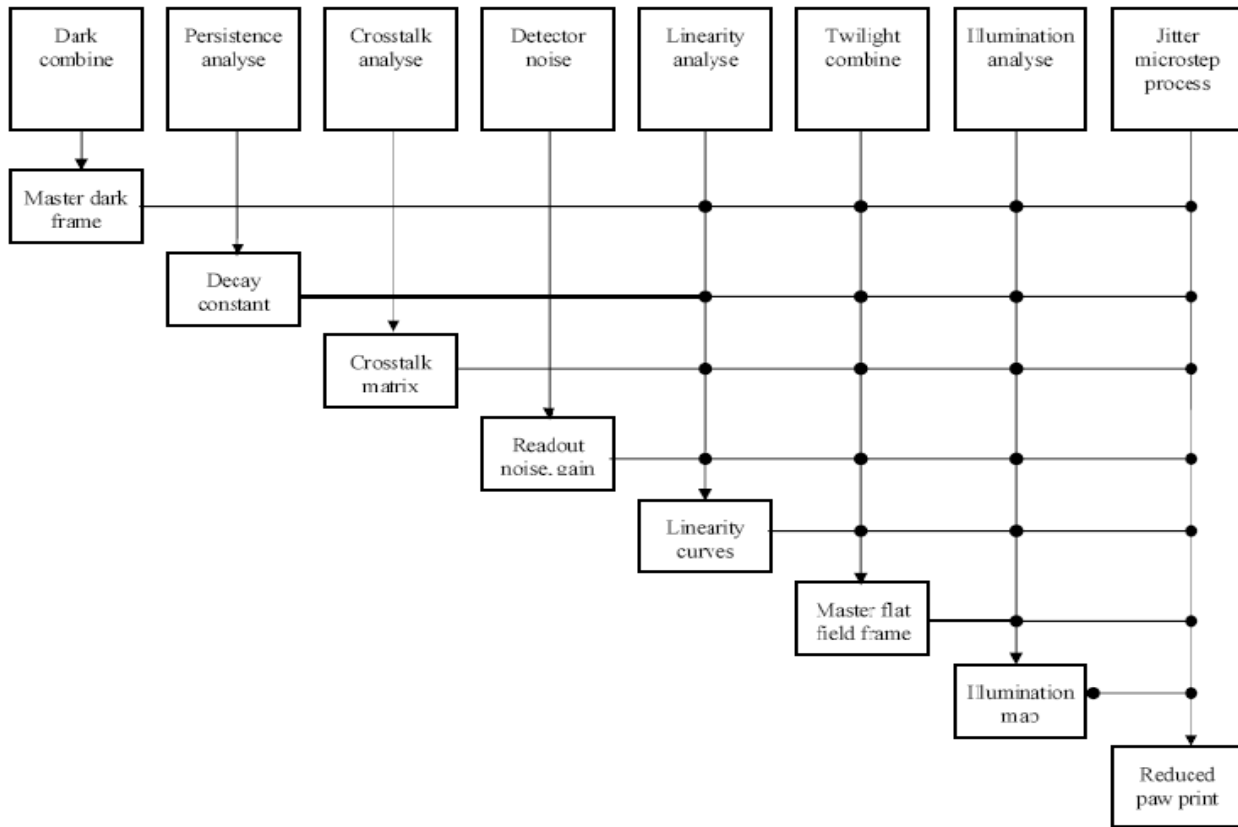 Dark
combine
Persistence
analyse
Crosstalk
analyse
Detector
noise
Linearity
analyse
Twilight
combine
Illumination
analyse
Jitter
microstep
process
Master dark
frame
Decay
constant
Crosstalk
matrix
Readout
noise, gain
Linearity
curves
Master flat
field frame
Illumination
map
Reduced
paw print